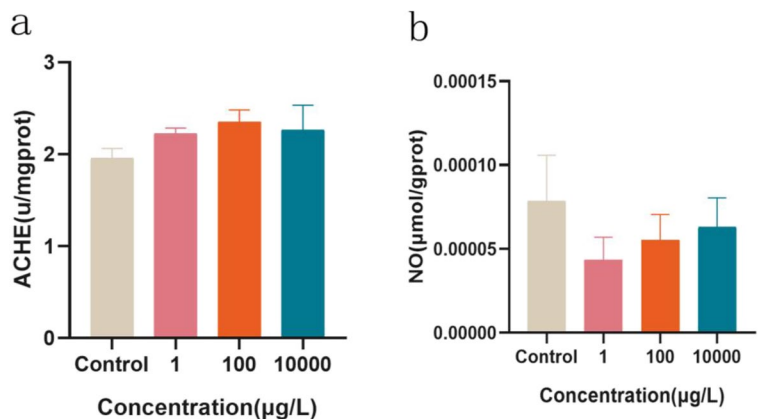 a
ACHE(u/mgprot)
3
2
1
0
Control 1 100 10000
Concentration(μg/L)
b
NO(μmol/gprot)
0.00015
0.00010
0.00005
0.00000
Control 1 100 10000
Concentration(μg/L)